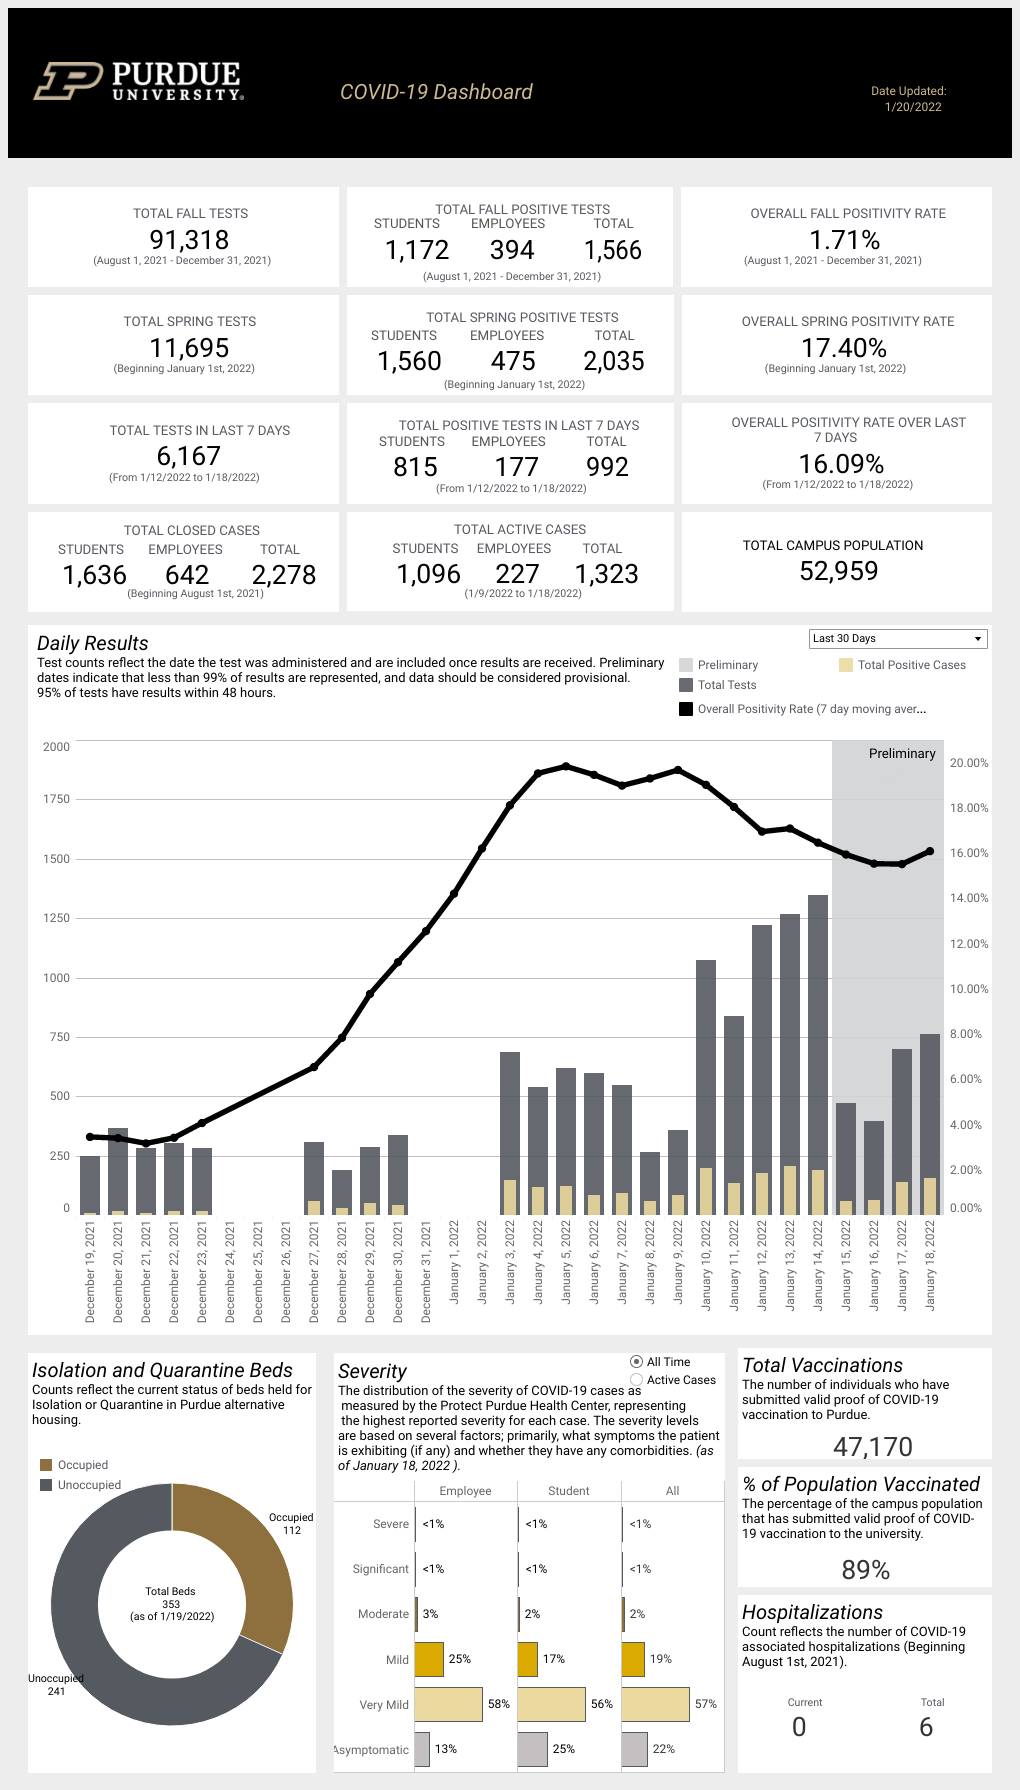 PURDUE
UNIVERSITY®
COVID-19 Dashboard
Date Updated:
1/20/2022
TOTAL FALL TESTS
91,318
(August 1, 2021 - December 31, 2021)
TOTAL FALL POSITIVE TESTS
STUDENTS EMPLOYEES TOTAL
1,172 394 1,566
(August 1, 2021 - December 31, 2021)
OVERALL FALL POSITIVITY RATE
1.71%
(August 1, 2021 - December 31, 2021)
TOTAL SPRING TESTS
11,695
(Beginning January 1st, 2022)
TOTAL SPRING POSITIVE TESTS
STUDENTS EMPLOYEES TOTAL
1,560 475 2,035
(Beginning January 1st, 2022)
OVERALL SPRING POSITIVITY RATE
17.40%
(Beginning January 1st, 2022)
TOTAL TESTS IN LAST 7 DAYS
6,167
(From 1/12/2022 to 1/18/2022)
TOTAL POSITIVE TESTS IN LAST 7 DAYS
STUDENTS EMPLOYEES TOTAL
815 177 992
(From 1/12/2022 to 1/18/2022)
OVERALL POSITIVITY RATE OVER LAST
7 DAYS
16.09%
(From 1/12/2022 to 1/18/2022)
TOTAL CLOSED CASES
STUDENTS EMPLOYEES TOTAL
1,636 642 2,278
(Beginning August 1st, 2021)
TOTAL ACTIVE CASES
STUDENTS EMPLOYEES TOTAL
1,096 227 1,323
(1/9/2022 to 1/18/2022)
TOTAL CAMPUS POPULATION
52,959
Daily Results
Test counts reflect the date the test was administered and are included once results are received. Preliminary
dates indicate that less than 99% of results are represented, and data should be considered provisional.
95% of tests have results within 48 hours.
Last 30 Days
Preliminary
Total Positive Cases
Total Tests
Overall Positivity Rate (7 day moving aver...
Preliminary
2000
1750
1500
1250
1000
750
500
250
0
20.00%
18.00%
16.00%
14.00%
12.00%
10.00%
8.00%
6.00%
4.00%
2.00%
0.00%
December 19, 2021
December 20, 2021
December 21, 2021
December 22, 2021
December 23, 2021
December 24, 2021
December 25, 2021
December 26, 2021
December 27, 2021
December 28, 2021
December 29, 2021
December 30, 2021
December 31, 2021
January 1, 2022
January 2, 2022
January 3, 2022
January 4, 2022
January 5, 2022
January 6, 2022
January 7, 2022
January 8, 2022
January 9, 2022
January 10, 2022
January 11, 2022
January 12, 2022
January 13, 2022
January 14, 2022
January 15, 2022
January 16, 2022
January 17, 2022
January 18, 2022
Isolation and Quarantine Beds
Counts reflect the current status of beds held for
Isolation or Quarantine in Purdue alternative
housing.
Occupied
Unoccupied
Occupied
112
Total Beds
353
(as of 1/19/2022)
Unoccupied
241
Severity
All Time
Active Cases
The distribution of the severity of COVID-19 cases as
measured by the Protect Purdue Health Center, representing
the highest reported severity for each case. The severity levels
are based on several factors; primarily, what symptoms the patient
is exhibiting (if any) and whether they have any comorbidities. (as
of January 18, 2022 ).
Employee Student All
Severe <1% <1% <1%
Significant <1% <1% <1%
Moderate 3% 2% 2%
Mild 25% 17% 19%
Very Mild 58% 56% 57%
Asymptomatic 13% 25% 22%
Total Vaccinations
The number of individuals who have
submitted valid proof of COVID-19
vaccination to Purdue.
47,170
% of Population Vaccinated
The percentage of the campus population
that has submitted valid proof of COVID-
19 vaccination to the university.
89%
Hospitalizations
Count reflects the number of COVID-19
associated hospitalizations (Beginning
August 1st, 2021).
Current Total
0 6